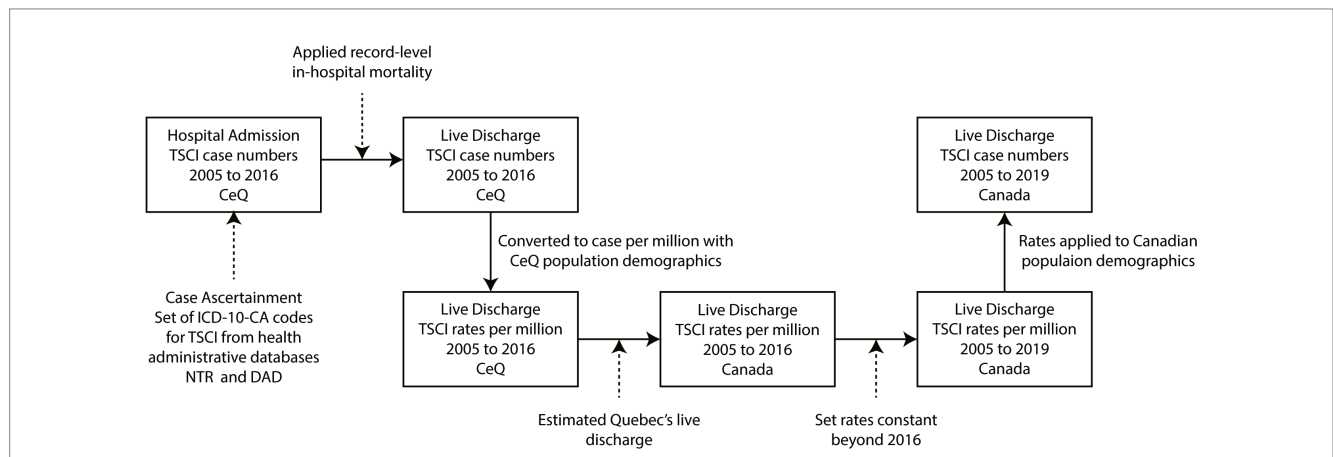 Applied record-level
in-hospital mortality
Hospital Admission
TSCI case numbers
2005 to 2016
CeQ
Live Discharge
TSCI case numbers
2005 to 2016
CeQ
Live Discharge
TSCI case numbers
2005 to 2019
Canada
Converted to case per million with
CeQ population demographics
Rates applied to Canadian
populaion demographics
Case Ascertainment
Set of ICD-10-CA codes
for TSCI from health
administrative databases
NTR and DAD
Live Discharge
TSCI rates per million
2005 to 2016
CeQ
Live Discharge
TSCI rates per million
2005 to 2016
Canada
Live Discharge
TSCI rates per million
2005 to 2019
Canada
Estimated Quebec's live
discharge
Set rates constant
beyond 2016